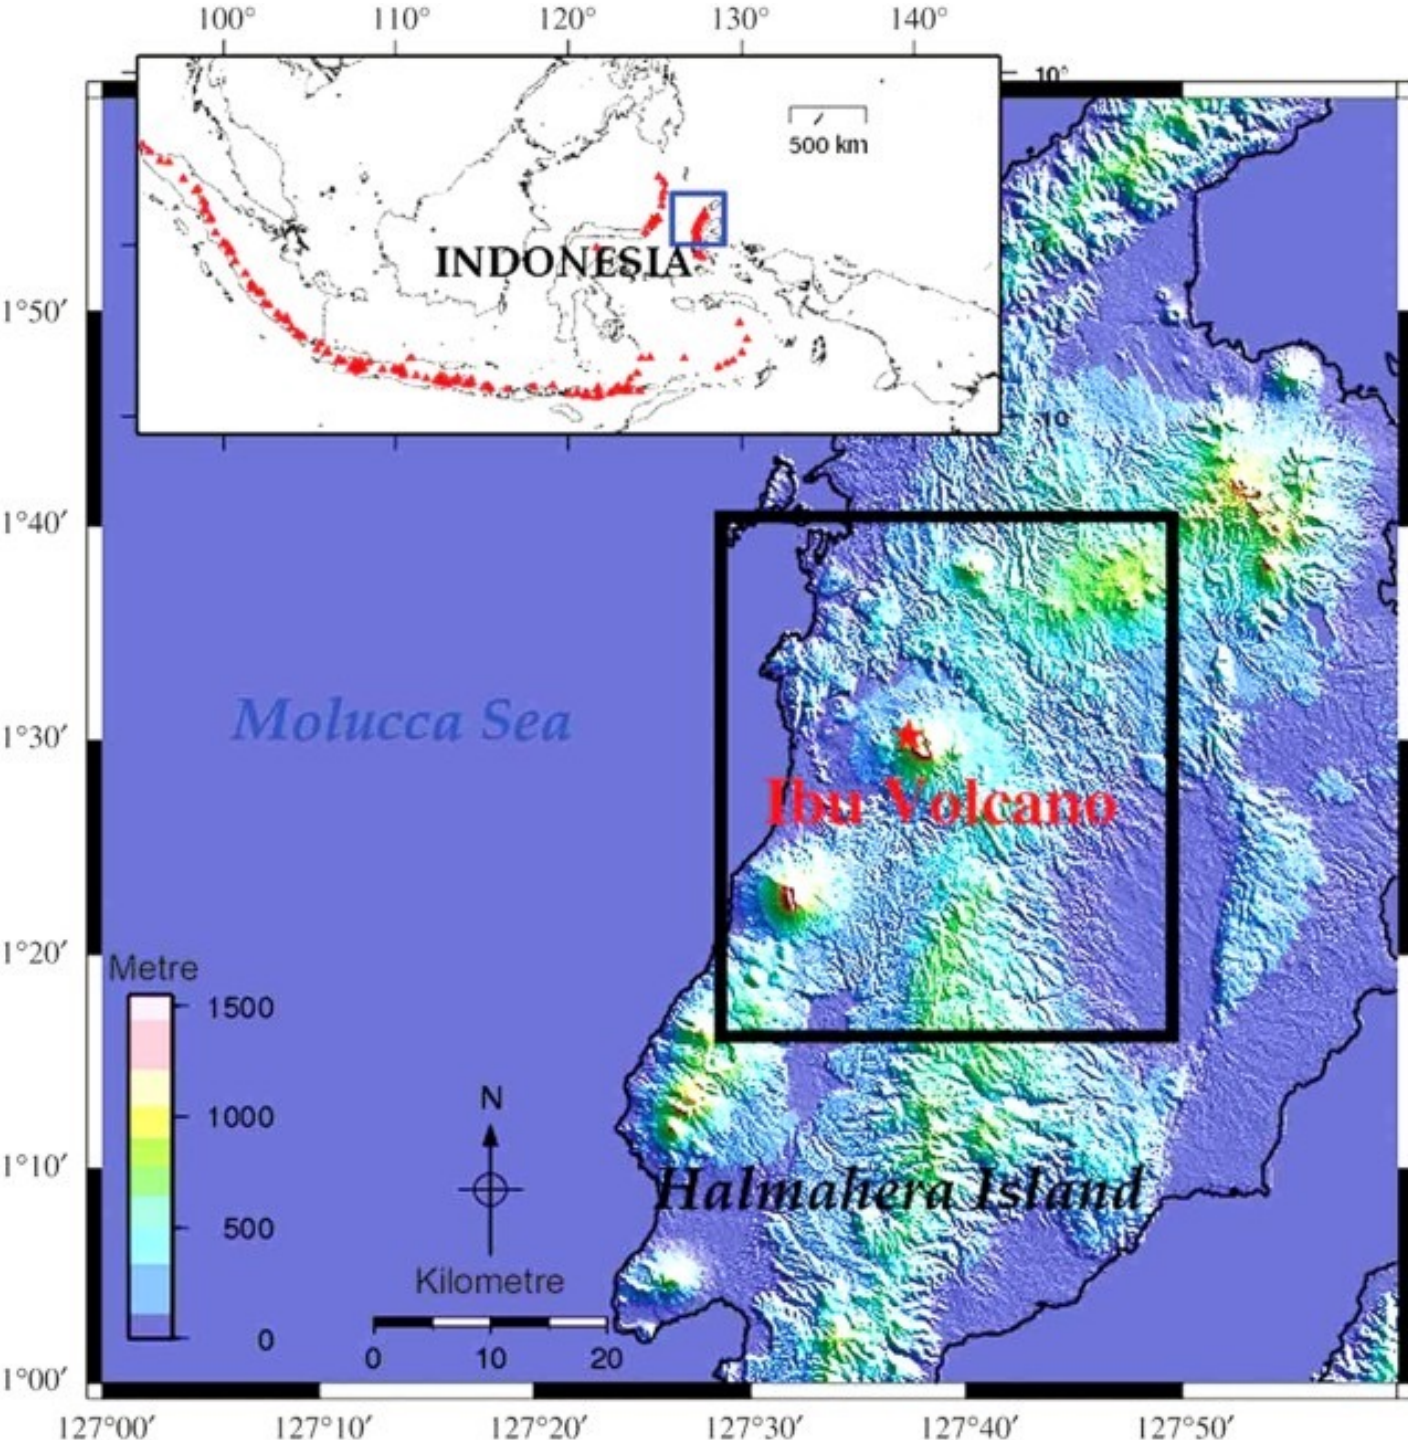 100° 110° 120° 130° 140°
10°
500 km
INDONESIA
10
1°50′
1°40′
Molucca Sea
1°30′
Ibu Volcano
1°20′
Metre
1500
1000
500
0
N
1°10′
Halmahera Island
Kilometre
0 10 20
1°00′
127°00′ 127°10′ 127°20′ 127°30′ 127°40′ 127°50′